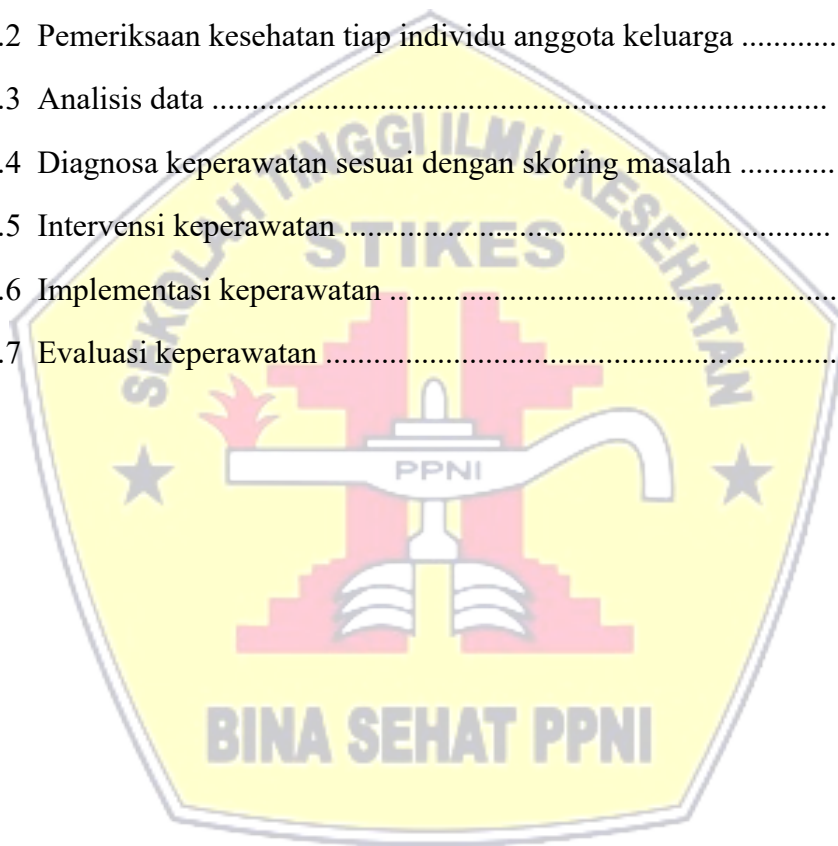 .2 Pemeriksaan kesehatan tiap individu anggota keluarga ............
.3 Analisis data .....................................................................
.4 Diagnosa keperawatan sesuai dengan skoring masalah ............
.5 Intervensi keperawatan ......................................................
.6 Implementasi keperawatan ..................................................
.7 Evaluasi keperawatan .........................................................
SEKOLAH TINGGI ILMU KESEHATAN
STIKES
PPNI
BINA SEHAT PPNI